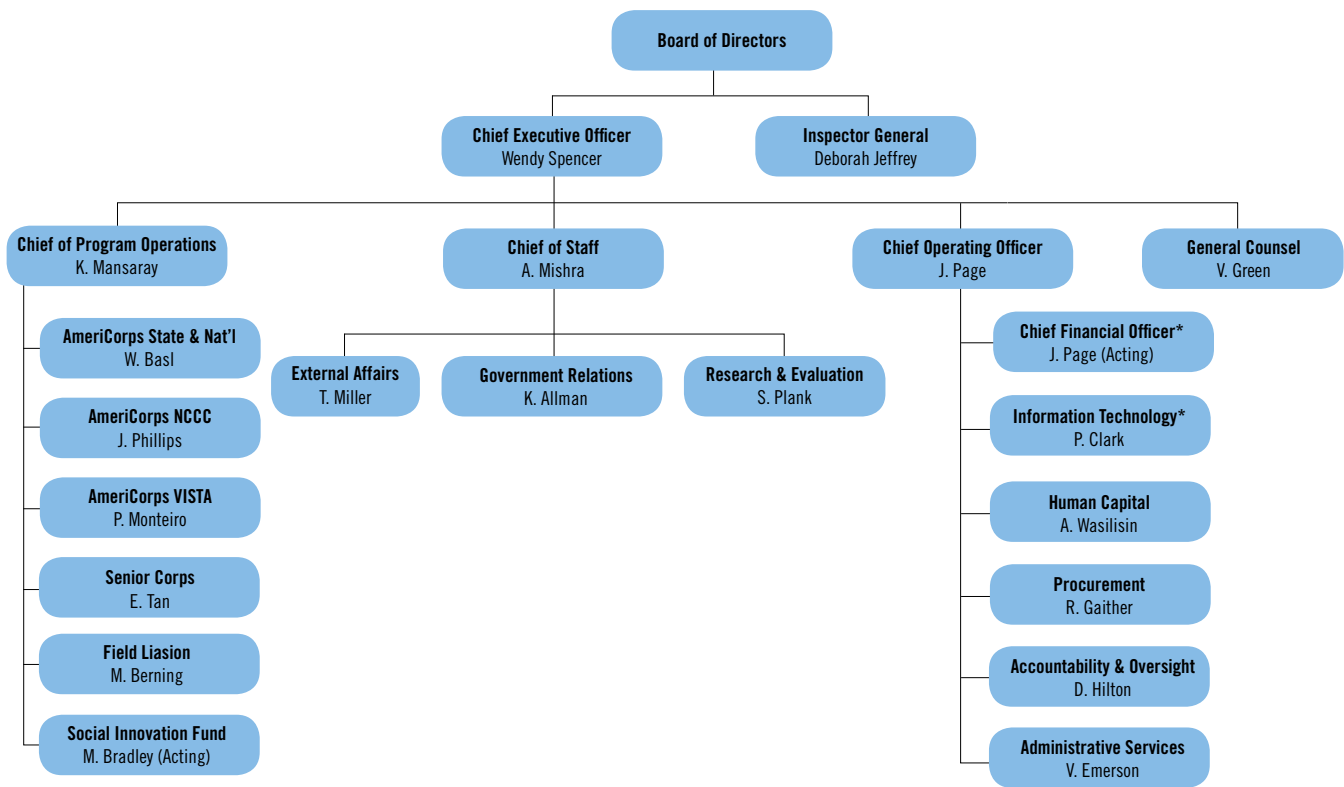 Board of Directors
Chief Executive Officer
Wendy Spencer
Inspector General
Deborah Jeffrey
Chief of Program Operations
K. Mansaray
Chief of Staff
A. Mishra
Chief Operating Officer
J. Page
General Counsel
V. Green
AmeriCorps State & Nat’l
W. Basl
AmeriCorps NCCC
J. Phillips
AmeriCorps VISTA
P. Monteiro
Senior Corps
E. Tan
Field Liasion
M. Berning
Social Innovation Fund
M. Bradley (Acting)
External Affairs
T. Miller
Government Relations
K. Allman
Research & Evaluation
S. Plank
Chief Financial Officer*
J. Page (Acting)
Information Technology*
P. Clark
Human Capital
A. Wasilisin
Procurement
R. Gaither
Accountability & Oversight
D. Hilton
Administrative Services
V. Emerson